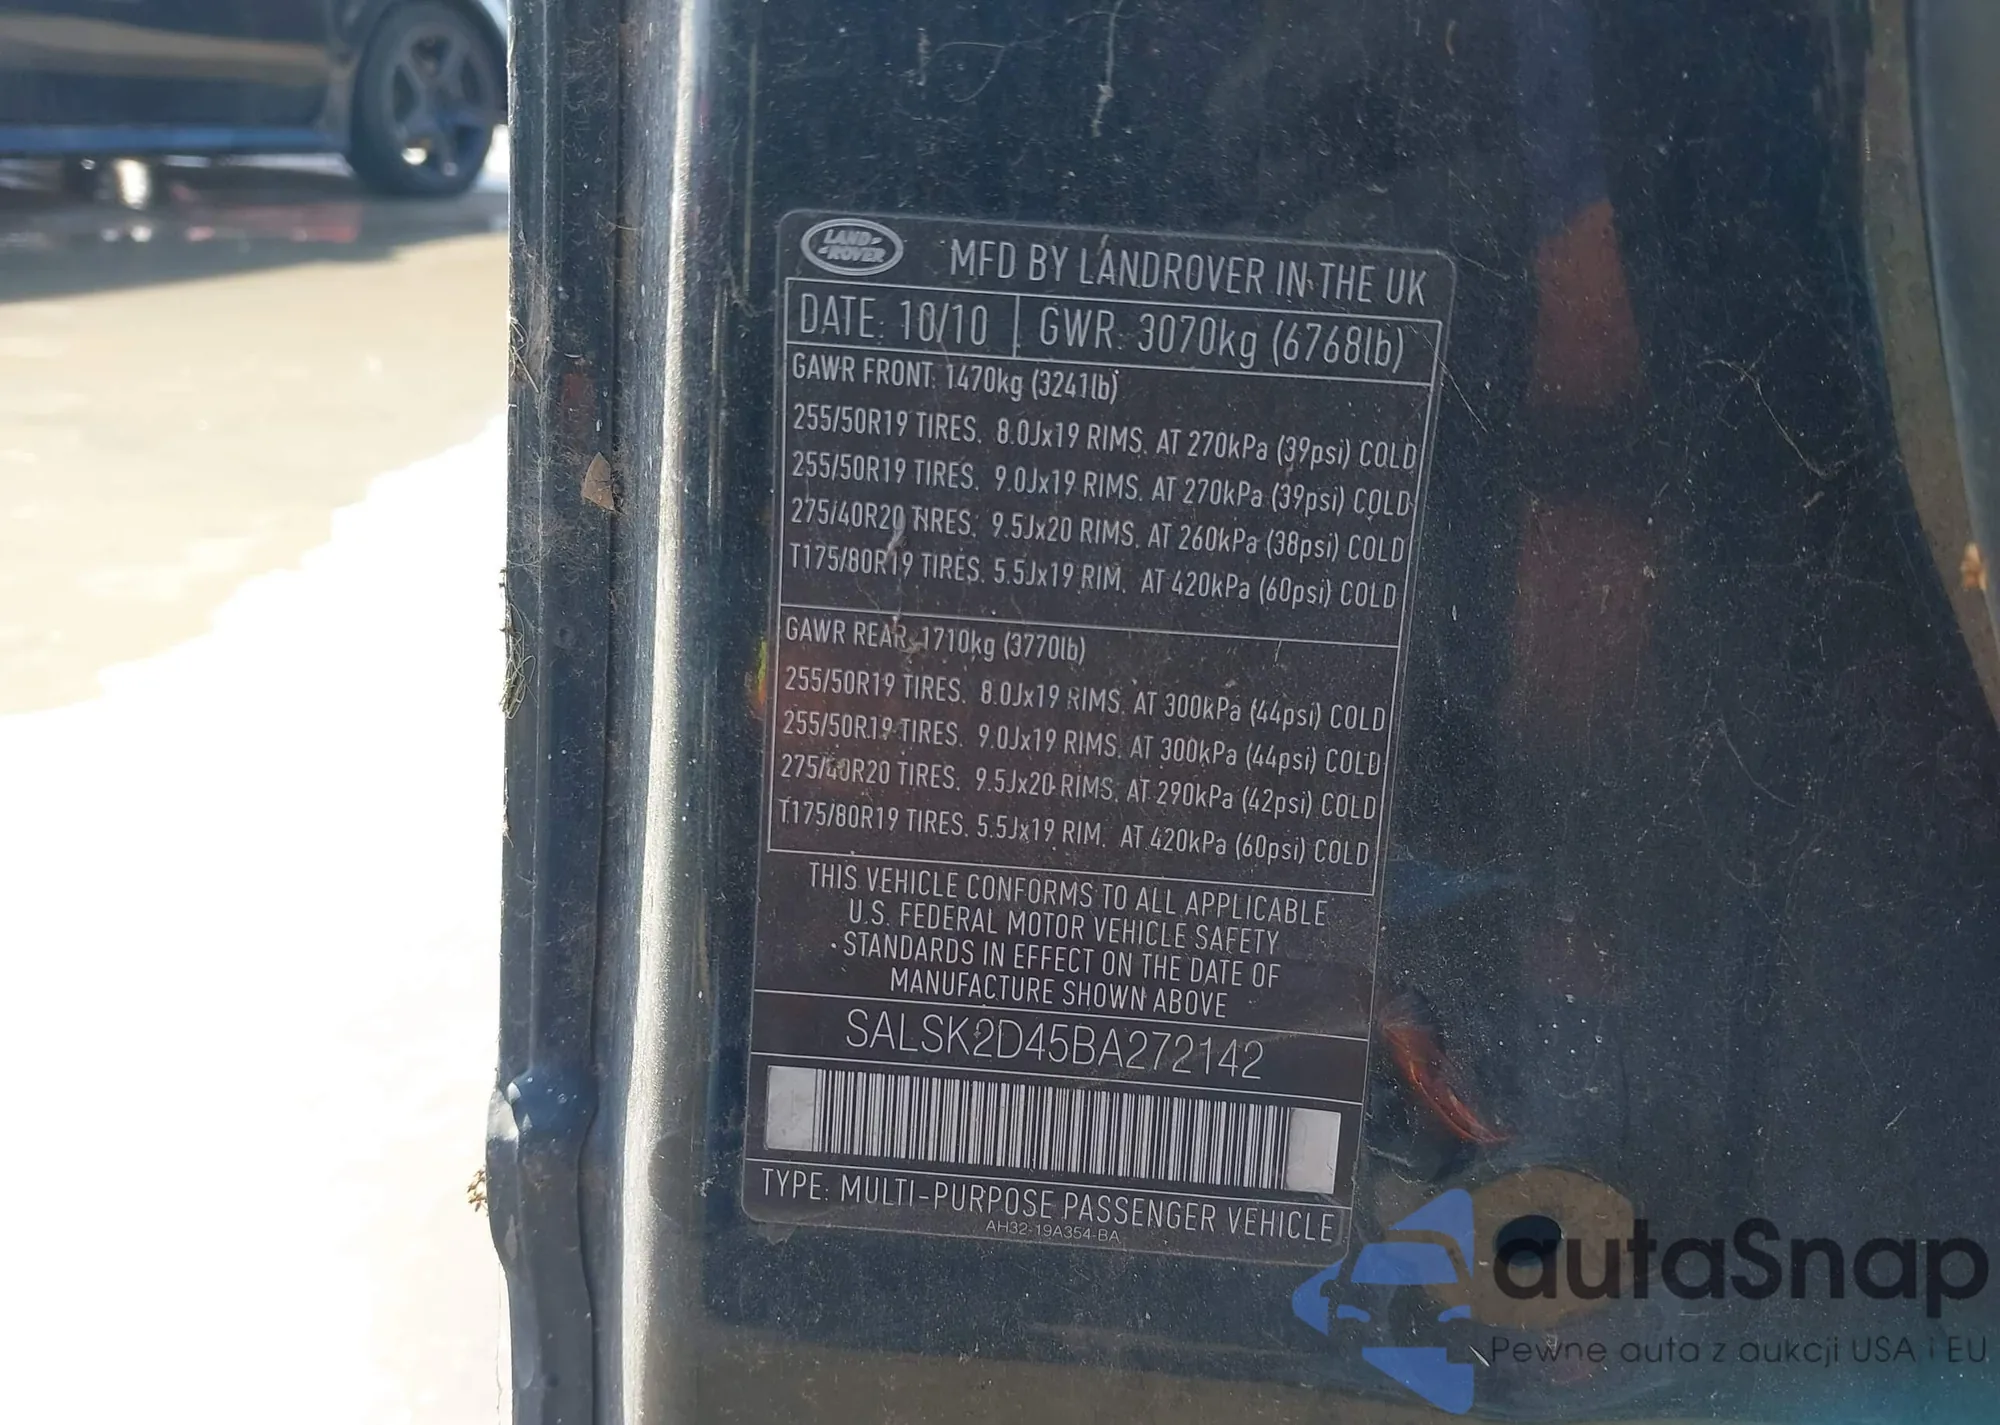 LAND-
-ROVER
MFD BY LANDROVER IN THE UK
DATE: 10/10 GWR: 3070kg (6768lb)
GAWR FRONT: 1470kg (3241lb)
255/50R19 TIRES. 8.0Jx19 RIMS. AT 270kPa (39psi) COLD
255/50R19 TIRES. 9.0Jx19 RIMS. AT 270kPa (39psi) COLD
275/40R20 TIRES. 9.5Jx20 RIMS. AT 260kPa (38psi) COLD
T175/80R19 TIRES. 5.5Jx19 RIM. AT 420kPa (60psi) COLD
GAWR REAR: 1710kg (3770lb)
255/50R19 TIRES. 8.0Jx19 RIMS. AT 300kPa (44psi) COLD
255/50R19 TIRES. 9.0Jx19 RIMS. AT 300kPa (44psi) COLD
275/40R20 TIRES. 9.5Jx20 RIMS. AT 290kPa (42psi) COLD
T175/80R19 TIRES. 5.5Jx19 RIM. AT 420kPa (60psi) COLD
THIS VEHICLE CONFORMS TO ALL APPLICABLE
U.S. FEDERAL MOTOR VEHICLE SAFETY
STANDARDS IN EFFECT ON THE DATE OF
MANUFACTURE SHOWN ABOVE
SALSK2D45BA272142
TYPE: MULTI-PURPOSE PASSENGER VEHICLE
AH32-19A354-BA
autaSnap
Pewne auta z aukcji USA i EU